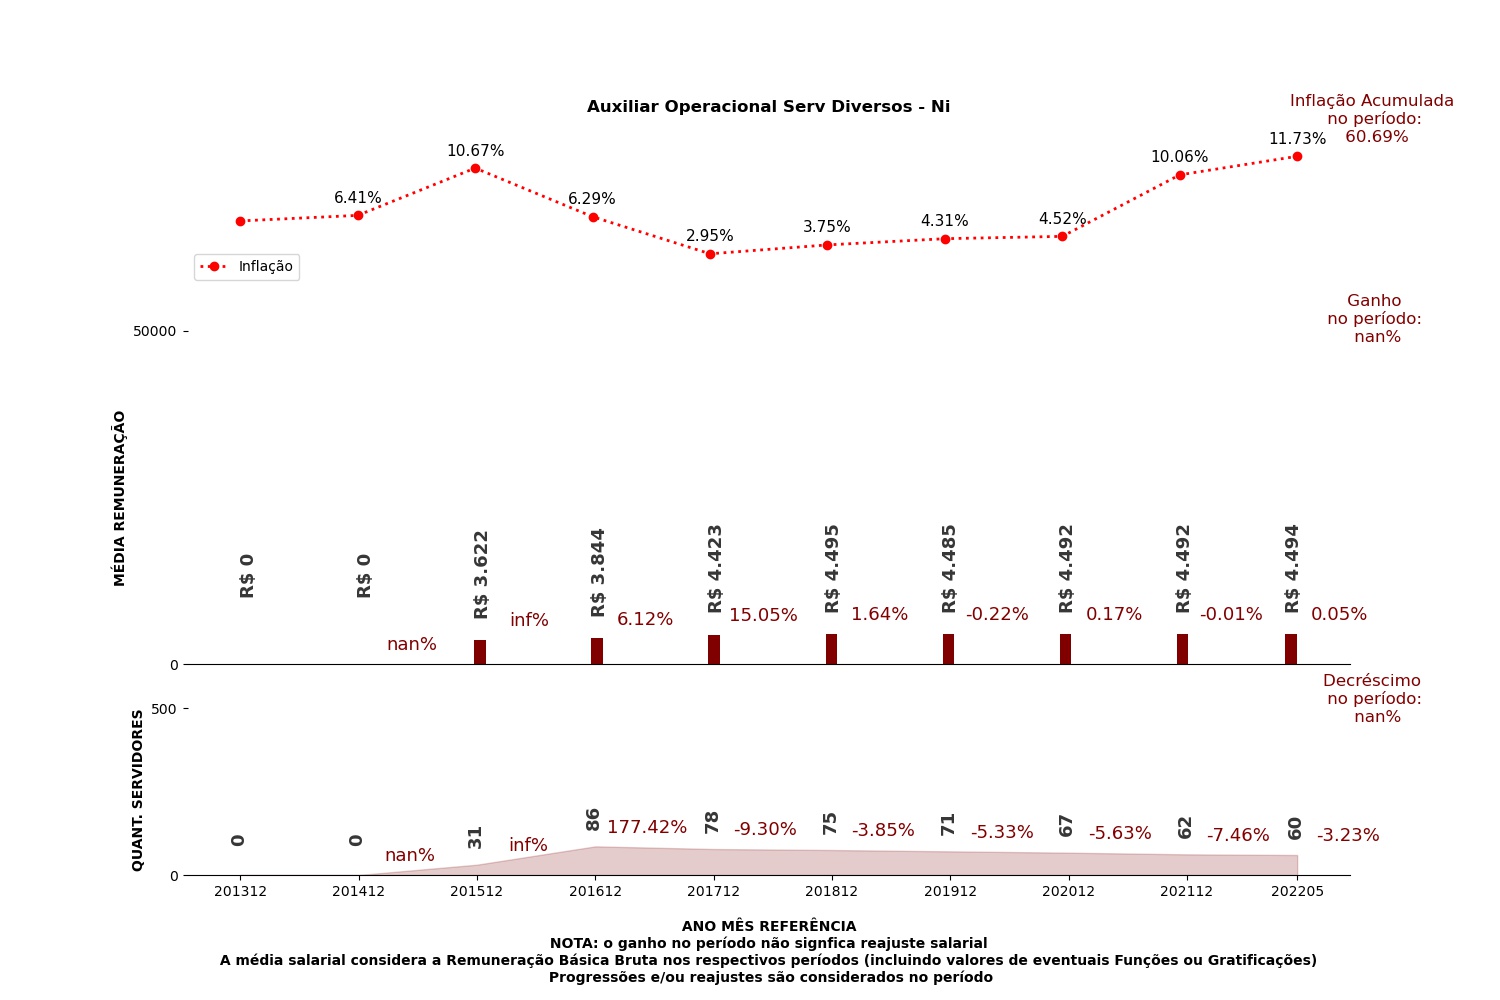 Auxiliar Operacional Serv Diversos - Ni
Inflação Acumulada
no período:
60.69%
6.41%
10.67%
6.29%
2.95%
3.75%
4.31%
4.52%
10.06%
11.73%
Inflação
Ganho
no período:
nan%
50000
0
MÉDIA REMUNERAÇÃO
R$ 0
R$ 0
R$ 3.622
R$ 3.844
R$ 4.423
R$ 4.495
R$ 4.485
R$ 4.492
R$ 4.492
R$ 4.494
nan%
inf%
6.12%
15.05%
1.64%
-0.22%
0.17%
-0.01%
0.05%
Decréscimo
no período:
nan%
500
0
QUANT. SERVIDORES
0
0
31
86
78
75
71
67
62
60
nan%
inf%
177.42%
-9.30%
-3.85%
-5.33%
-5.63%
-7.46%
-3.23%
201312
201412
201512
201612
201712
201812
201912
202012
202112
202205
ANO MÊS REFERÊNCIA
NOTA: o ganho no período não signfica reajuste salarial
A média salarial considera a Remuneração Básica Bruta nos respectivos períodos (incluindo valores de eventuais Funções ou Gratificações)
Progressões e/ou reajustes são considerados no período